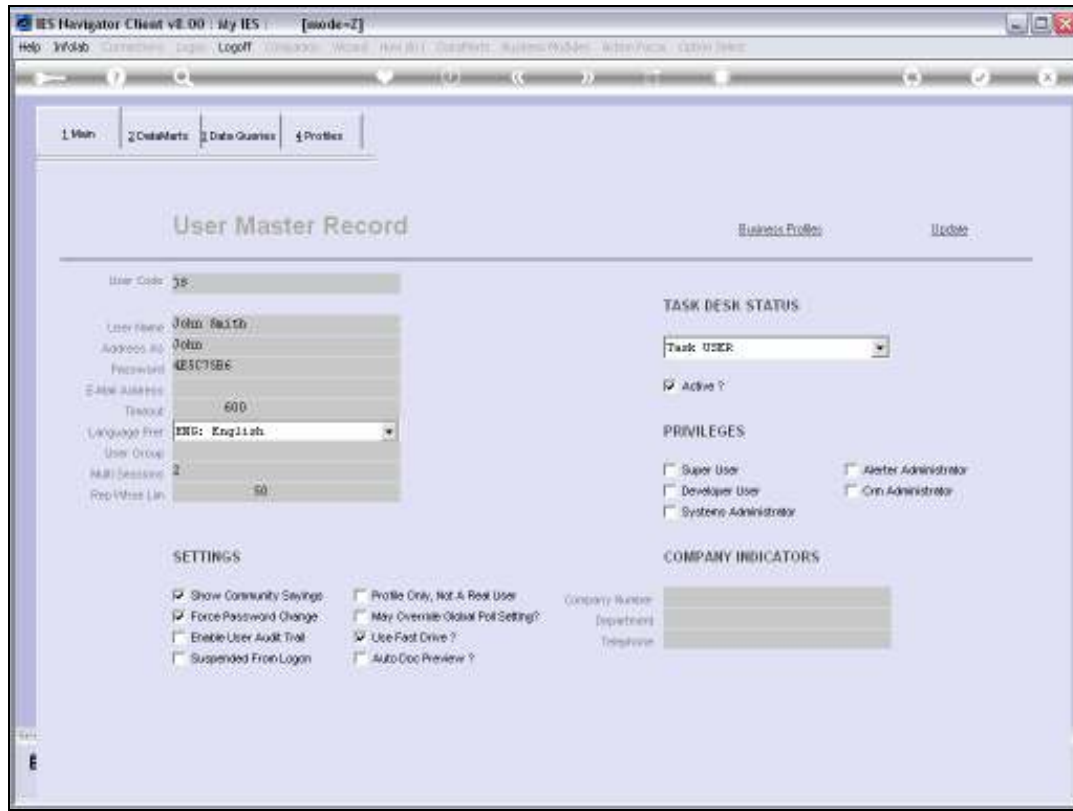 IES Navigator Client v8.00 : My IES : [mode=Z]
Help Infolab Logoff
1 Main 2 DataMarts 3 Data Queries 4 Profiles
User Master Record
Business Profiles Update
User Code js
TASK DESK STATUS
User Name John Smith
Task USER
Address As John
Password 4E5C75B6
Active ?
E-Mail Address
Timeout 600
Language Pref ENG: English
PRIVILEGES
User Group
Multi Sessions 2
Super User Alerter Administrator
Developer User Crm Administrator
50
Systems Administrator
SETTINGS
COMPANY INDICATORS
Show Community Sayings Profile Only, Not A Real User
Company Number
Force Password Change May Override Global Poll Setting?
Department
Enable User Audit Trail Use Fast Drive ?
Telephone
Suspended From Logon Auto Doc Preview ?